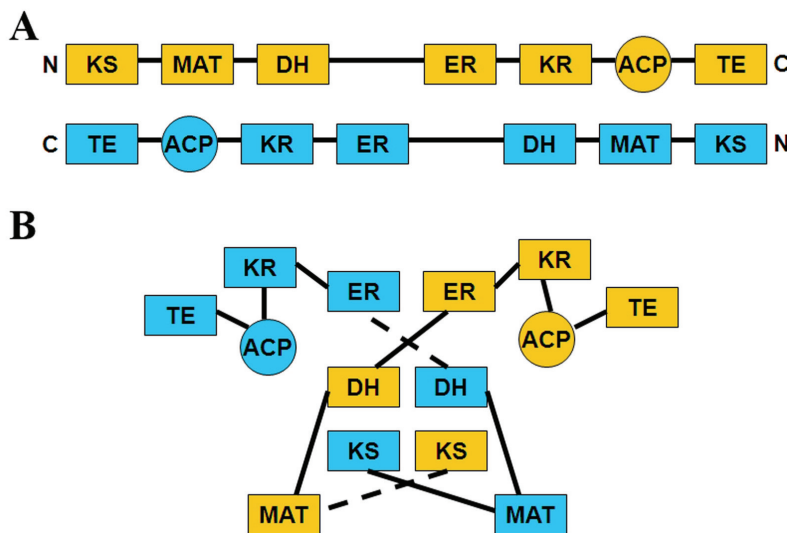 A
N KS MAT DH ER KR ACP TE C
C TE ACP KR ER DH MAT KS N
B
KR ER ER KR
TE ACP ACP TE
DH DH
KS KS
MAT MAT